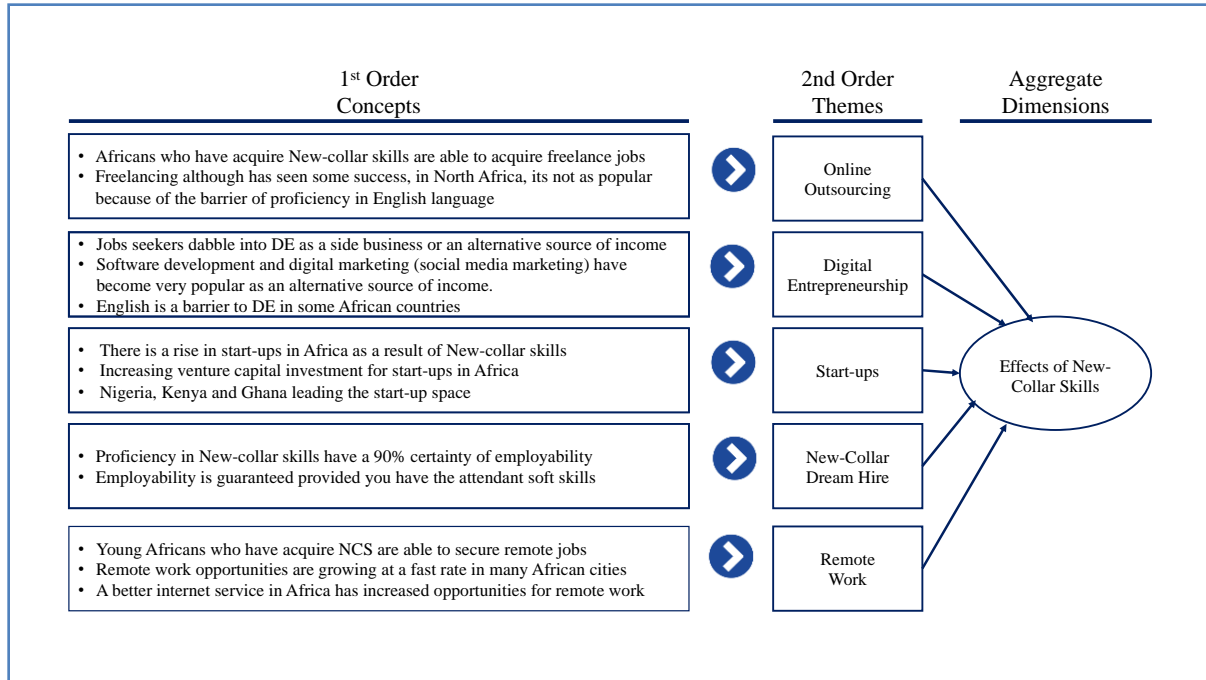 1st Order
Concepts
2nd Order
Themes
Aggregate
Dimensions
• Africans who have acquire New-collar skills are able to acquire freelance jobs
• Freelancing although has seen some success, in North Africa, its not as popular
because of the barrier of proficiency in English language
Online
Outsourcing
• Jobs seekers dabble into DE as a side business or an alternative source of income
• Software development and digital marketing (social media marketing) have
become very popular as an alternative source of income.
• English is a barrier to DE in some African countries
Digital
Entrepreneurship
• There is a rise in start-ups in Africa as a result of New-collar skills
• Increasing venture capital investment for start-ups in Africa
• Nigeria, Kenya and Ghana leading the start-up space
Start-ups
Effects of New-
Collar Skills
• Proficiency in New-collar skills have a 90% certainty of employability
• Employability is guaranteed provided you have the attendant soft skills
New-Collar
Dream Hire
• Young Africans who have acquire NCS are able to secure remote jobs
• Remote work opportunities are growing at a fast rate in many African cities
• A better internet service in Africa has increased opportunities for remote work
Remote
Work